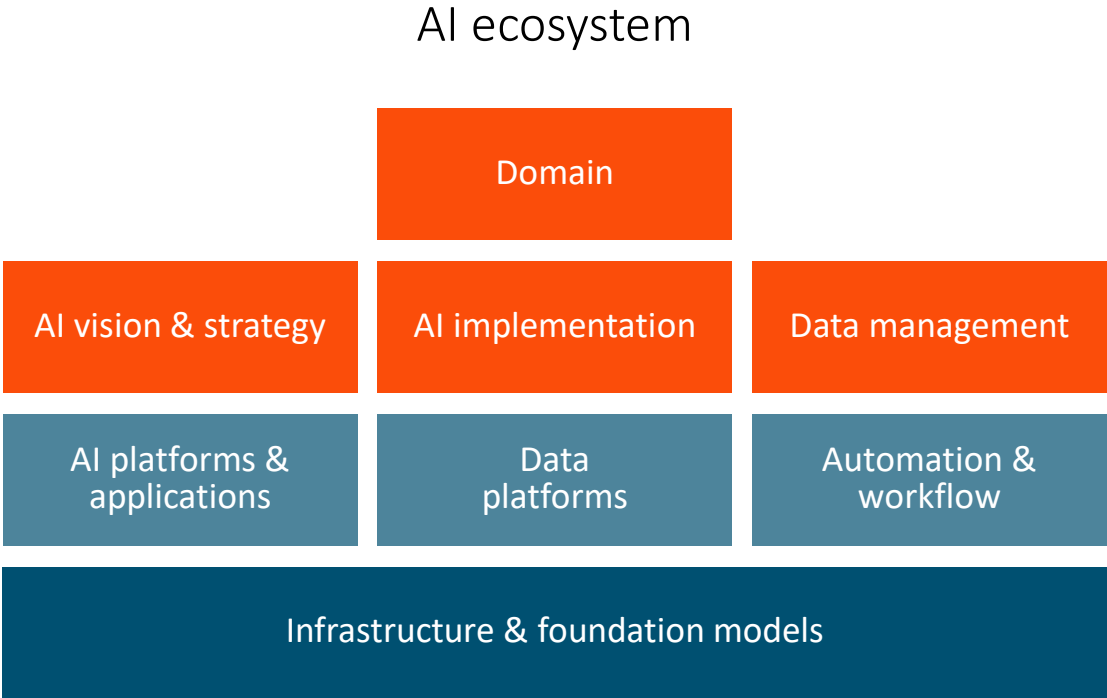 AI ecosystem
Domain
AI vision & strategy
AI implementation
Data management
AI platforms &
applications
Data
platforms
Automation &
workflow
Infrastructure & foundation models